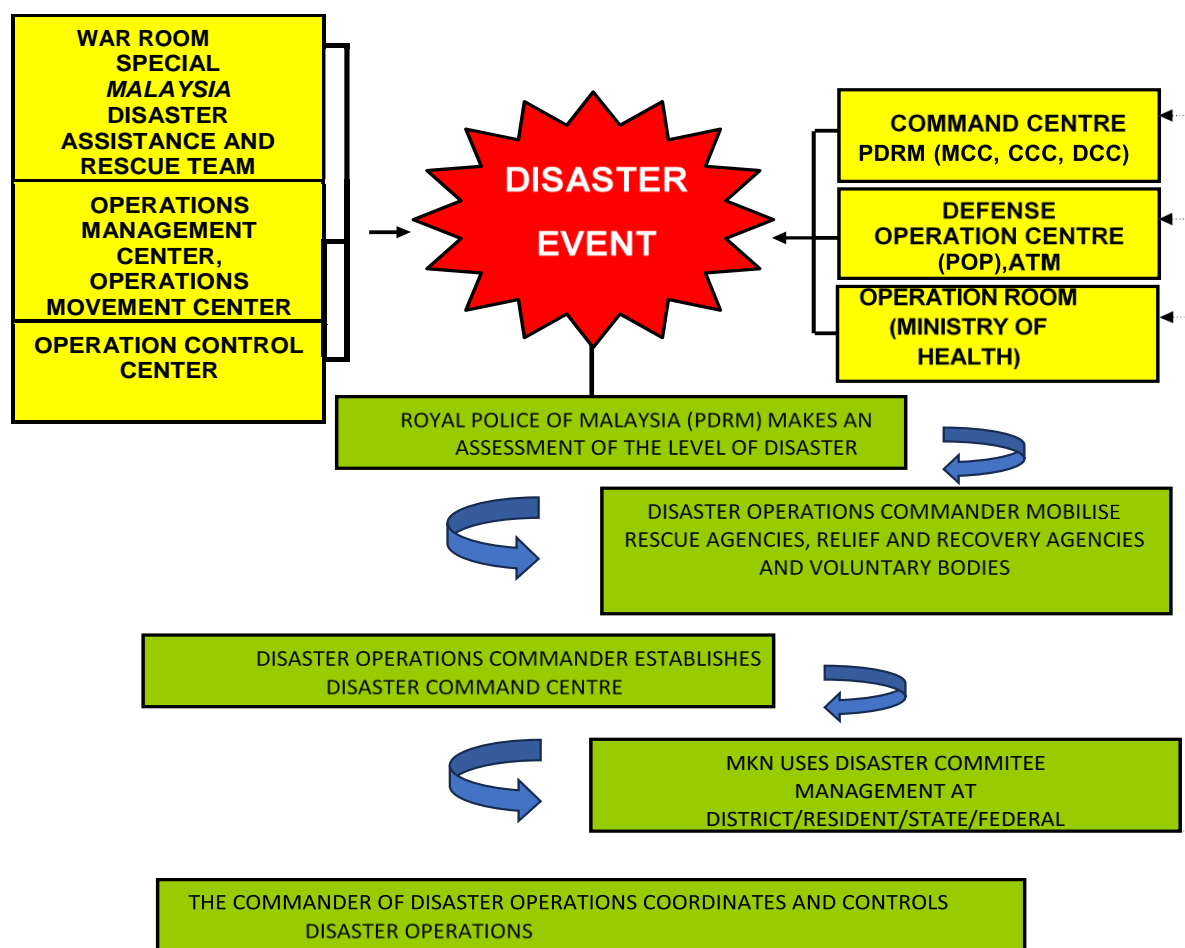 WAR ROOM
SPECIAL
MALAYSIA
DISASTER
ASSISTANCE AND
RESCUE TEAM
OPERATIONS
MANAGEMENT
CENTER,
OPERATIONS
MOVEMENT CENTER
OPERATION CONTROL
CENTER
DISASTER
EVENT
COMMAND CENTRE
PDRM (MCC, CCC, DCC)
DEFENSE
OPERATION CENTRE
(POP),ATM
OPERATION ROOM
(MINISTRY OF
HEALTH)
ROYAL POLICE OF MALAYSIA (PDRM) MAKES AN
ASSESSMENT OF THE LEVEL OF DISASTER
DISASTER OPERATIONS COMMANDER MOBILISE
RESCUE AGENCIES, RELIEF AND RECOVERY AGENCIES
AND VOLUNTARY BODIES
DISASTER OPERATIONS COMMANDER ESTABLISHES
DISASTER COMMAND CENTRE
MKN USES DISASTER COMMITEE
MANAGEMENT AT
DISTRICT/RESIDENT/STATE/FEDERAL
THE COMMANDER OF DISASTER OPERATIONS COORDINATES AND CONTROLS
DISASTER OPERATIONS